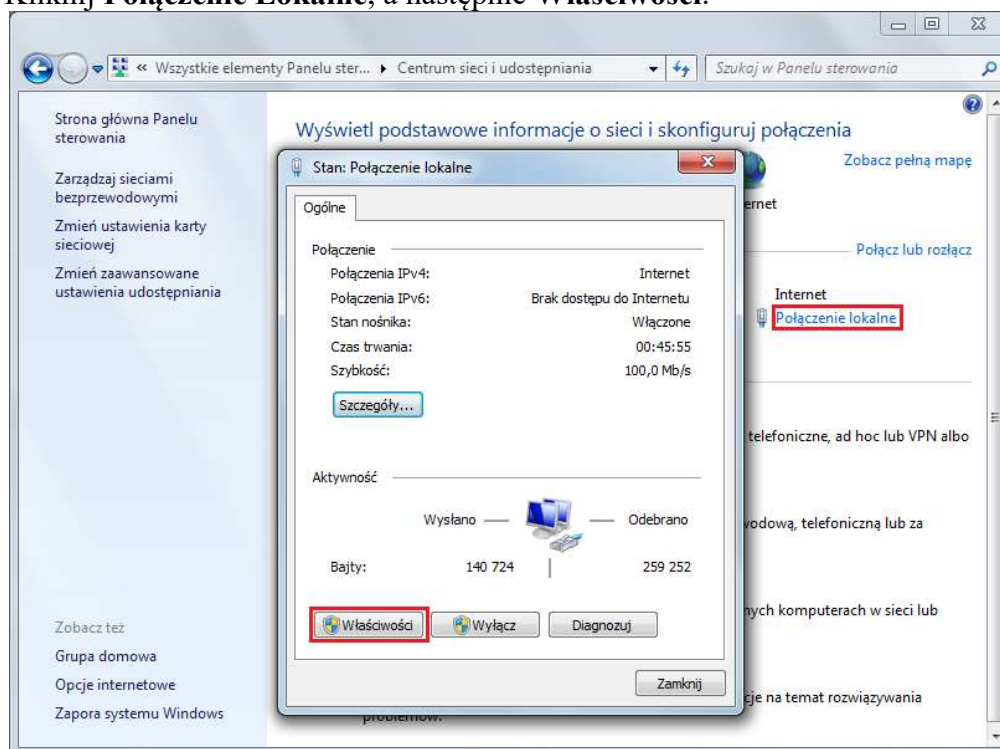 Kliknij Połączenie Lokalne, a następnie Właściwości.
« Wszystkie elementy Panelu ster... ▸ Centrum sieci i udostępniania
Szukaj w Panelu sterowania
Strona główna Panelu
sterowania
Zarządzaj sieciami
bezprzewodowymi
Zmień ustawienia karty
sieciowej
Zmień zaawansowane
ustawienia udostępniania
Zobacz też
Grupa domowa
Opcje internetowe
Zapora systemu Windows
Wyświetl podstawowe informacje o sieci i skonfiguruj połączenia
Zobacz pełną mapę
ernet
Połącz lub rozłącz
Internet
Połączenie lokalne
telefoniczne, ad hoc lub VPN albo
vodową, telefoniczną lub za
nych komputerach w sieci lub
cje na temat rozwiązywania
problemów.
Stan: Połączenie lokalne
Ogólne
Połączenie
Połączenia IPv4: Internet
Połączenia IPv6: Brak dostępu do Internetu
Stan nośnika: Włączone
Czas trwania: 00:45:55
Szybkość: 100,0 Mb/s
Szczegóły...
Aktywność
Wysłano — — Odebrano
Bajty: 140 724 | 259 252
Właściwości Wyłącz Diagnozuj
Zamknij